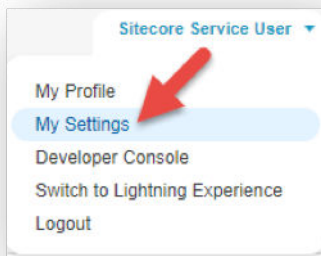 Sitecore Service User
My Profile
My Settings
Developer Console
Switch to Lightning Experience
Logout